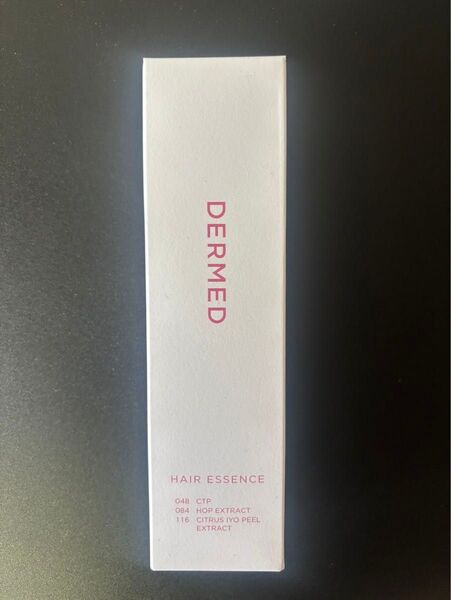 DERMED
HAIR ESSENCE
048 CTP
084 HOP EXTRACT
116 CITRUS IYO PEEL
EXTRACT